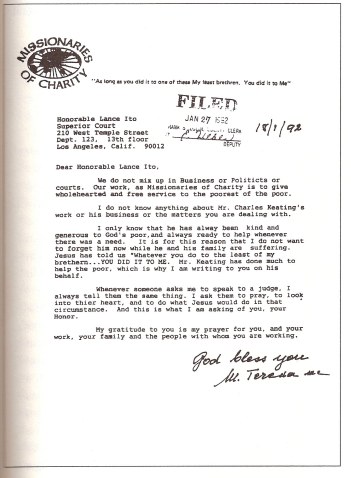 MISSIONARIES
OF CHARITY
"As long as you did it to one of these My least brethren. You did it to Me"
FILED
Honorable Lance Ito
Superior Court
210 West Temple Street
Dept. 123, 13th floor
Los Angeles, Calif. 90012
JAN 27 1992
CLERK
DEPUTY
18/1/92
Dear Honorable Lance Ito,
We do not mix up in Business or Politicts or
courts. Our work, as Missionaries of Charity is to give
wholehearted and free service to the poorest of the poor.
I do not know anything about Mr. Charles Keating's
work or his business or the matters you are dealing with.
I only know that he has alway been kind and
generous to God's poor, and always ready to help whenever
there was a need. It is for this reason that I do not want
to forget him now while he and his family are suffering.
Jesus has told us "Whatever you do to the least of my
brethern...YOU DID IT TO ME. Mr. Keating has done much to
help the poor, which is why I am writing to you on his
behalf.
Whenever someone asks me to speak to a judge, I
always tell them the same thing. I ask them to pray, to look
into thier heart, and to do what Jesus would do in that
circumstance. And this is what I am asking of you, your
Honor.
My gratitude to you is my prayer for you, and your
work, your family and the people with whom you are working.
God bless you
M. Teresa mc